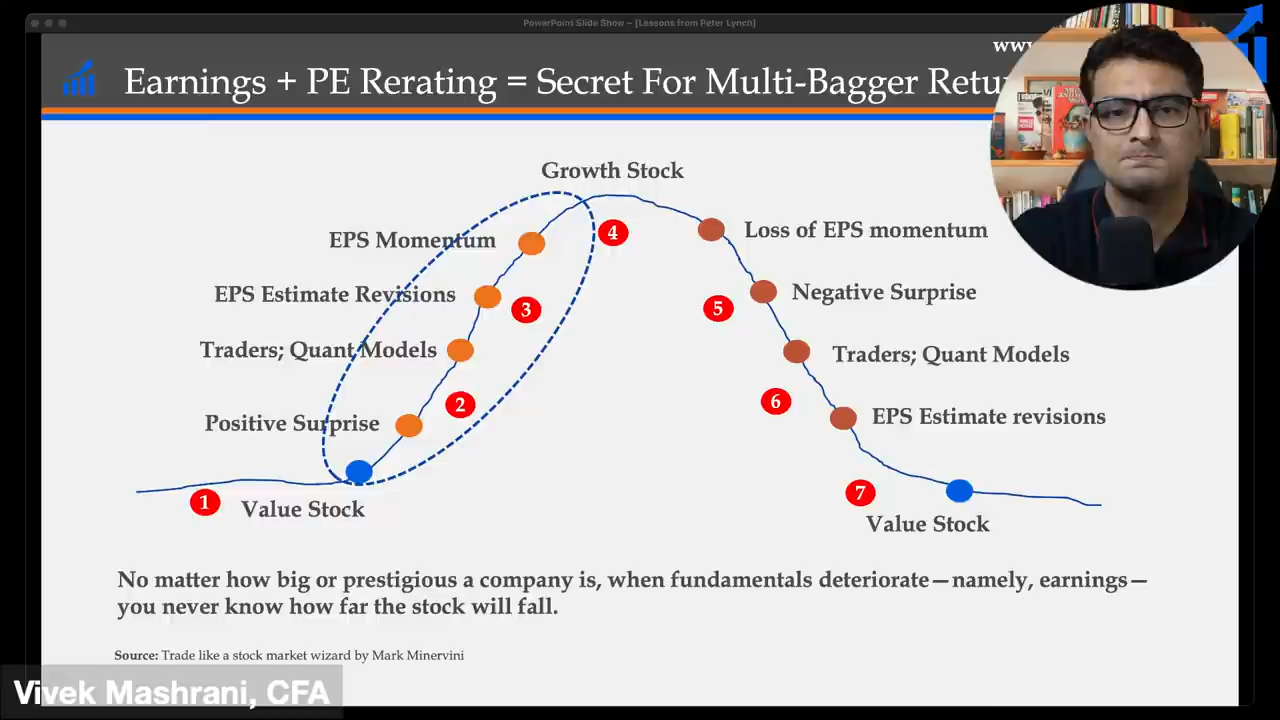 PowerPoint Slide Show - [Lessons from Peter Lynch]
Earnings + PE Rerating = Secret For Multi-Bagger
Growth Stock
EPS Momentum
4
Loss of EPS momentum
EPS Estimate Revisions
3
5
Negative Surprise
Traders; Quant Models
2
6
Traders; Quant Models
Positive Surprise
EPS Estimate revisions
1
Value Stock
7
Value Stock
No matter how big or prestigious a company is, when fundamentals deteriorate—namely, earnings—
you never know how far the stock will fall.
Source: Trade like a stock market wizard by Mark Minervini
Vivek Mashrani, CFA